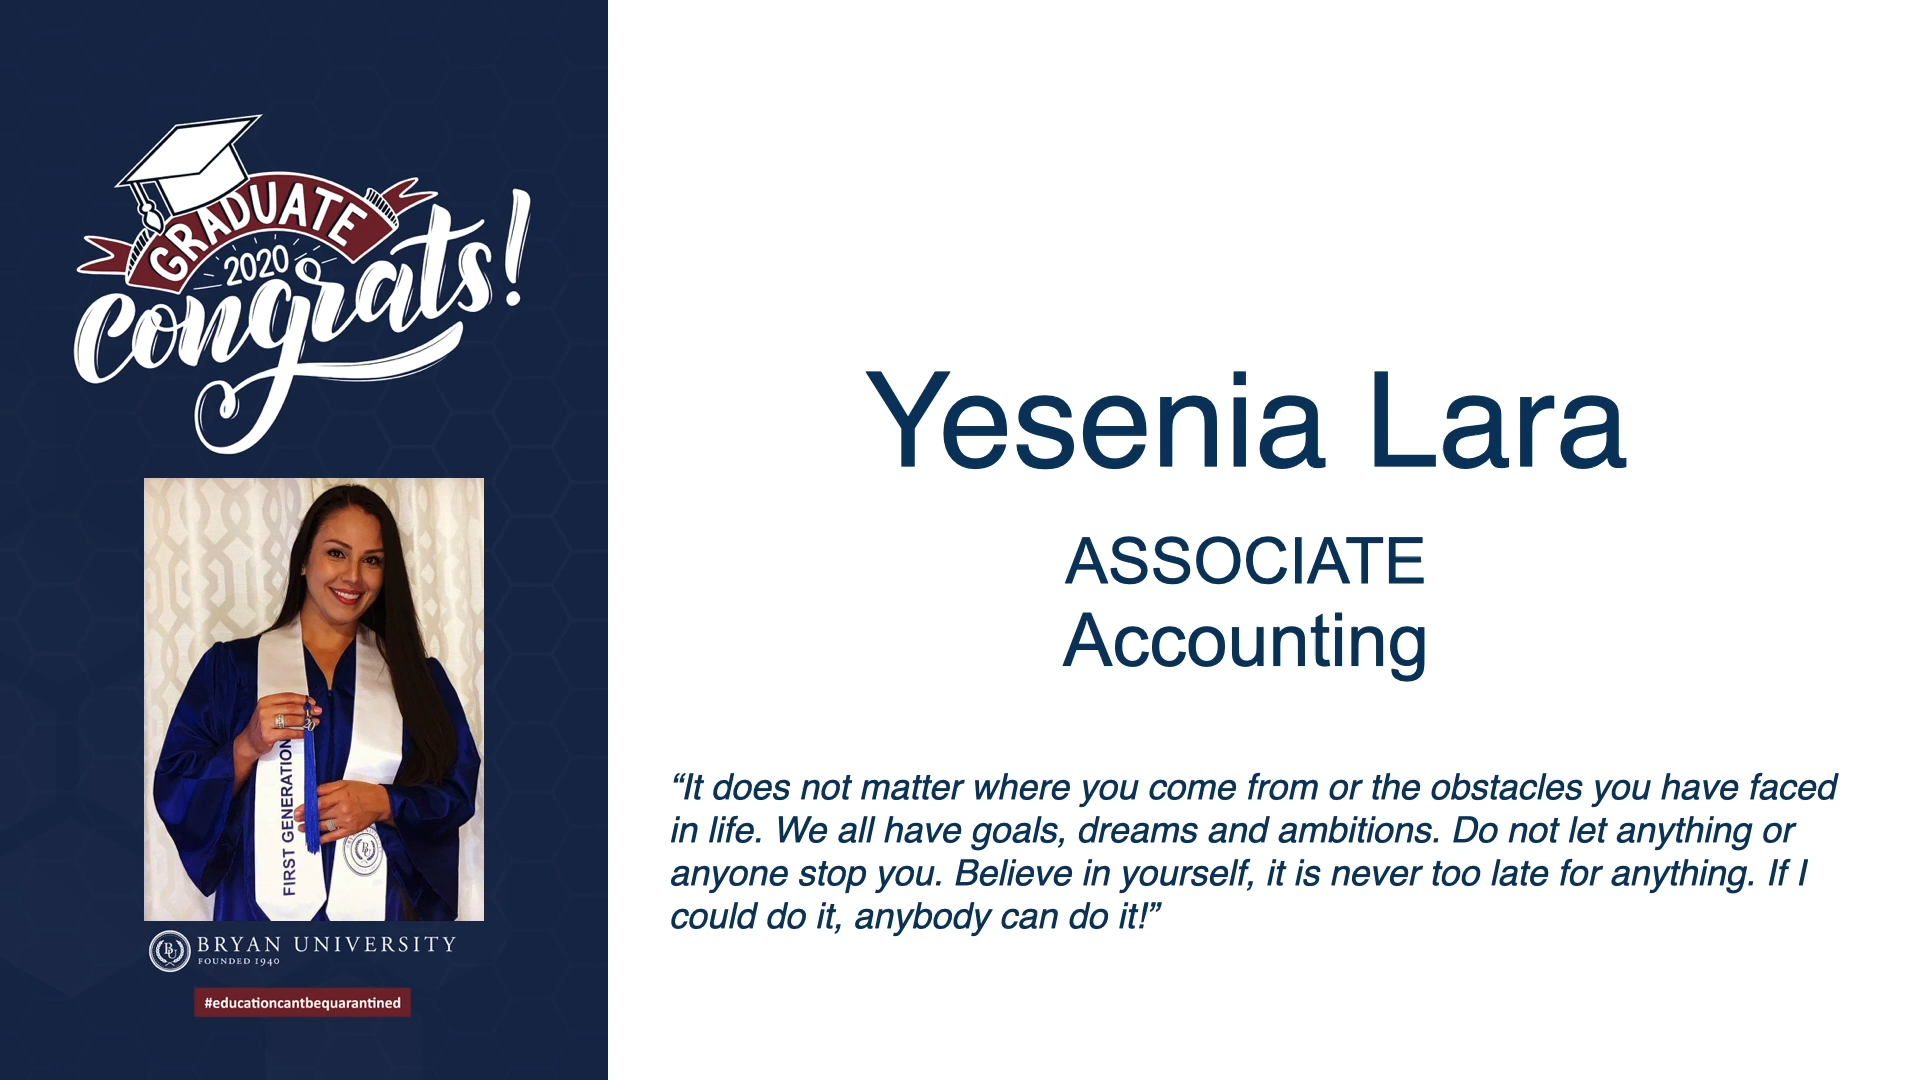 GRADUATE
2020
congrats!
FIRST GENERATION
BU
BRYAN UNIVERSITY
FOUNDED 1940
#educationcantbequarantined
Yesenia Lara
ASSOCIATE
Accounting
“It does not matter where you come from or the obstacles you have faced
in life. We all have goals, dreams and ambitions. Do not let anything or
anyone stop you. Believe in yourself, it is never too late for anything. If I
could do it, anybody can do it!”